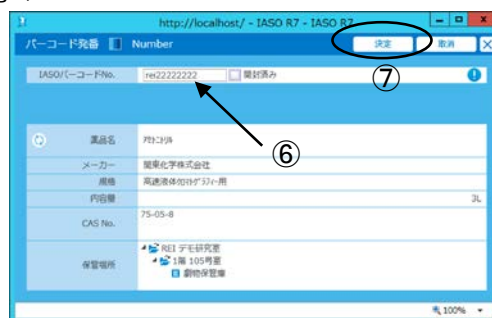 http://localhost/ - IASO R7 - IASO R7
バーコード発番 Number 決定 取消
⑦
IASOバーコードNo. rei22222222 開封済み
⑥
薬品名 アセトニトリル
メーカー 関東化学株式会社
規格 高速液体クロマトグラフィー用
内容量 3L
CAS No. 75-05-8
保管場所 REI デモ研究室
1階 105号室
劇物保管庫
100%